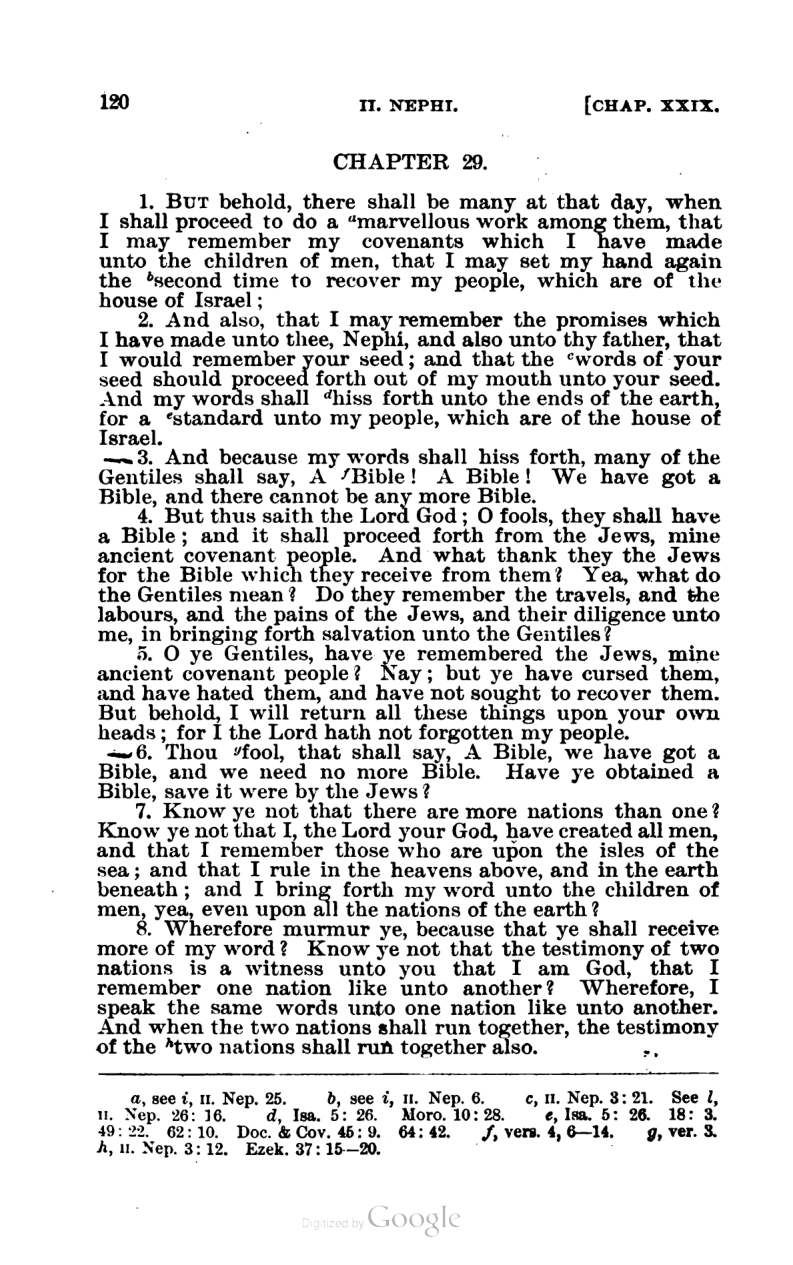 120 II. NEPHI. [CHAP. XXIX.
CHAPTER 29.
1. BUT behold, there shall be many at that day, when
I shall proceed to do a ᵃmarvellous work among them, that
I may remember my covenants which I have made
unto the children of men, that I may set my hand again
the ᵇsecond time to recover my people, which are of the
house of Israel;
2. And also, that I may remember the promises which
I have made unto thee, Nephi, and also unto thy father, that
I would remember your seed; and that the ᶜwords of your
seed should proceed forth out of my mouth unto your seed.
And my words shall ᵈhiss forth unto the ends of the earth,
for a ᵉstandard unto my people, which are of the house of
Israel.
3. And because my words shall hiss forth, many of the
Gentiles shall say, A ᶠBible! A Bible! We have got a
Bible, and there cannot be any more Bible.
4. But thus saith the Lord God; O fools, they shall have
a Bible; and it shall proceed forth from the Jews, mine
ancient covenant people. And what thank they the Jews
for the Bible which they receive from them? Yea, what do
the Gentiles mean? Do they remember the travels, and the
labours, and the pains of the Jews, and their diligence unto
me, in bringing forth salvation unto the Gentiles?
5. O ye Gentiles, have ye remembered the Jews, mine
ancient covenant people? Nay; but ye have cursed them,
and have hated them, and have not sought to recover them.
But behold, I will return all these things upon your own
heads; for I the Lord hath not forgotten my people.
6. Thou ᵍfool, that shall say, A Bible, we have got a
Bible, and we need no more Bible. Have ye obtained a
Bible, save it were by the Jews?
7. Know ye not that there are more nations than one?
Know ye not that I, the Lord your God, have created all men,
and that I remember those who are upon the isles of the
sea; and that I rule in the heavens above, and in the earth
beneath; and I bring forth my word unto the children of
men, yea, even upon all the nations of the earth?
8. Wherefore murmur ye, because that ye shall receive
more of my word? Know ye not that the testimony of two
nations is a witness unto you that I am God, that I
remember one nation like unto another? Wherefore, I
speak the same words unto one nation like unto another.
And when the two nations shall run together, the testimony
of the ʰtwo nations shall run together also.
a, see i, II. Nep. 25. b, see i, II. Nep. 6. c, II. Nep. 3: 21. See l,
II. Nep. 26: 16. d, Isa. 5: 26. Moro. 10: 28. e, Isa. 5: 26. 18: 3.
49: 22. 62: 10. Doc. & Cov. 45: 9. 64: 42. f, vers. 4, 6—14. g, ver. 3.
h, II. Nep. 3: 12. Ezek. 37: 15—20.
Digitized by Google